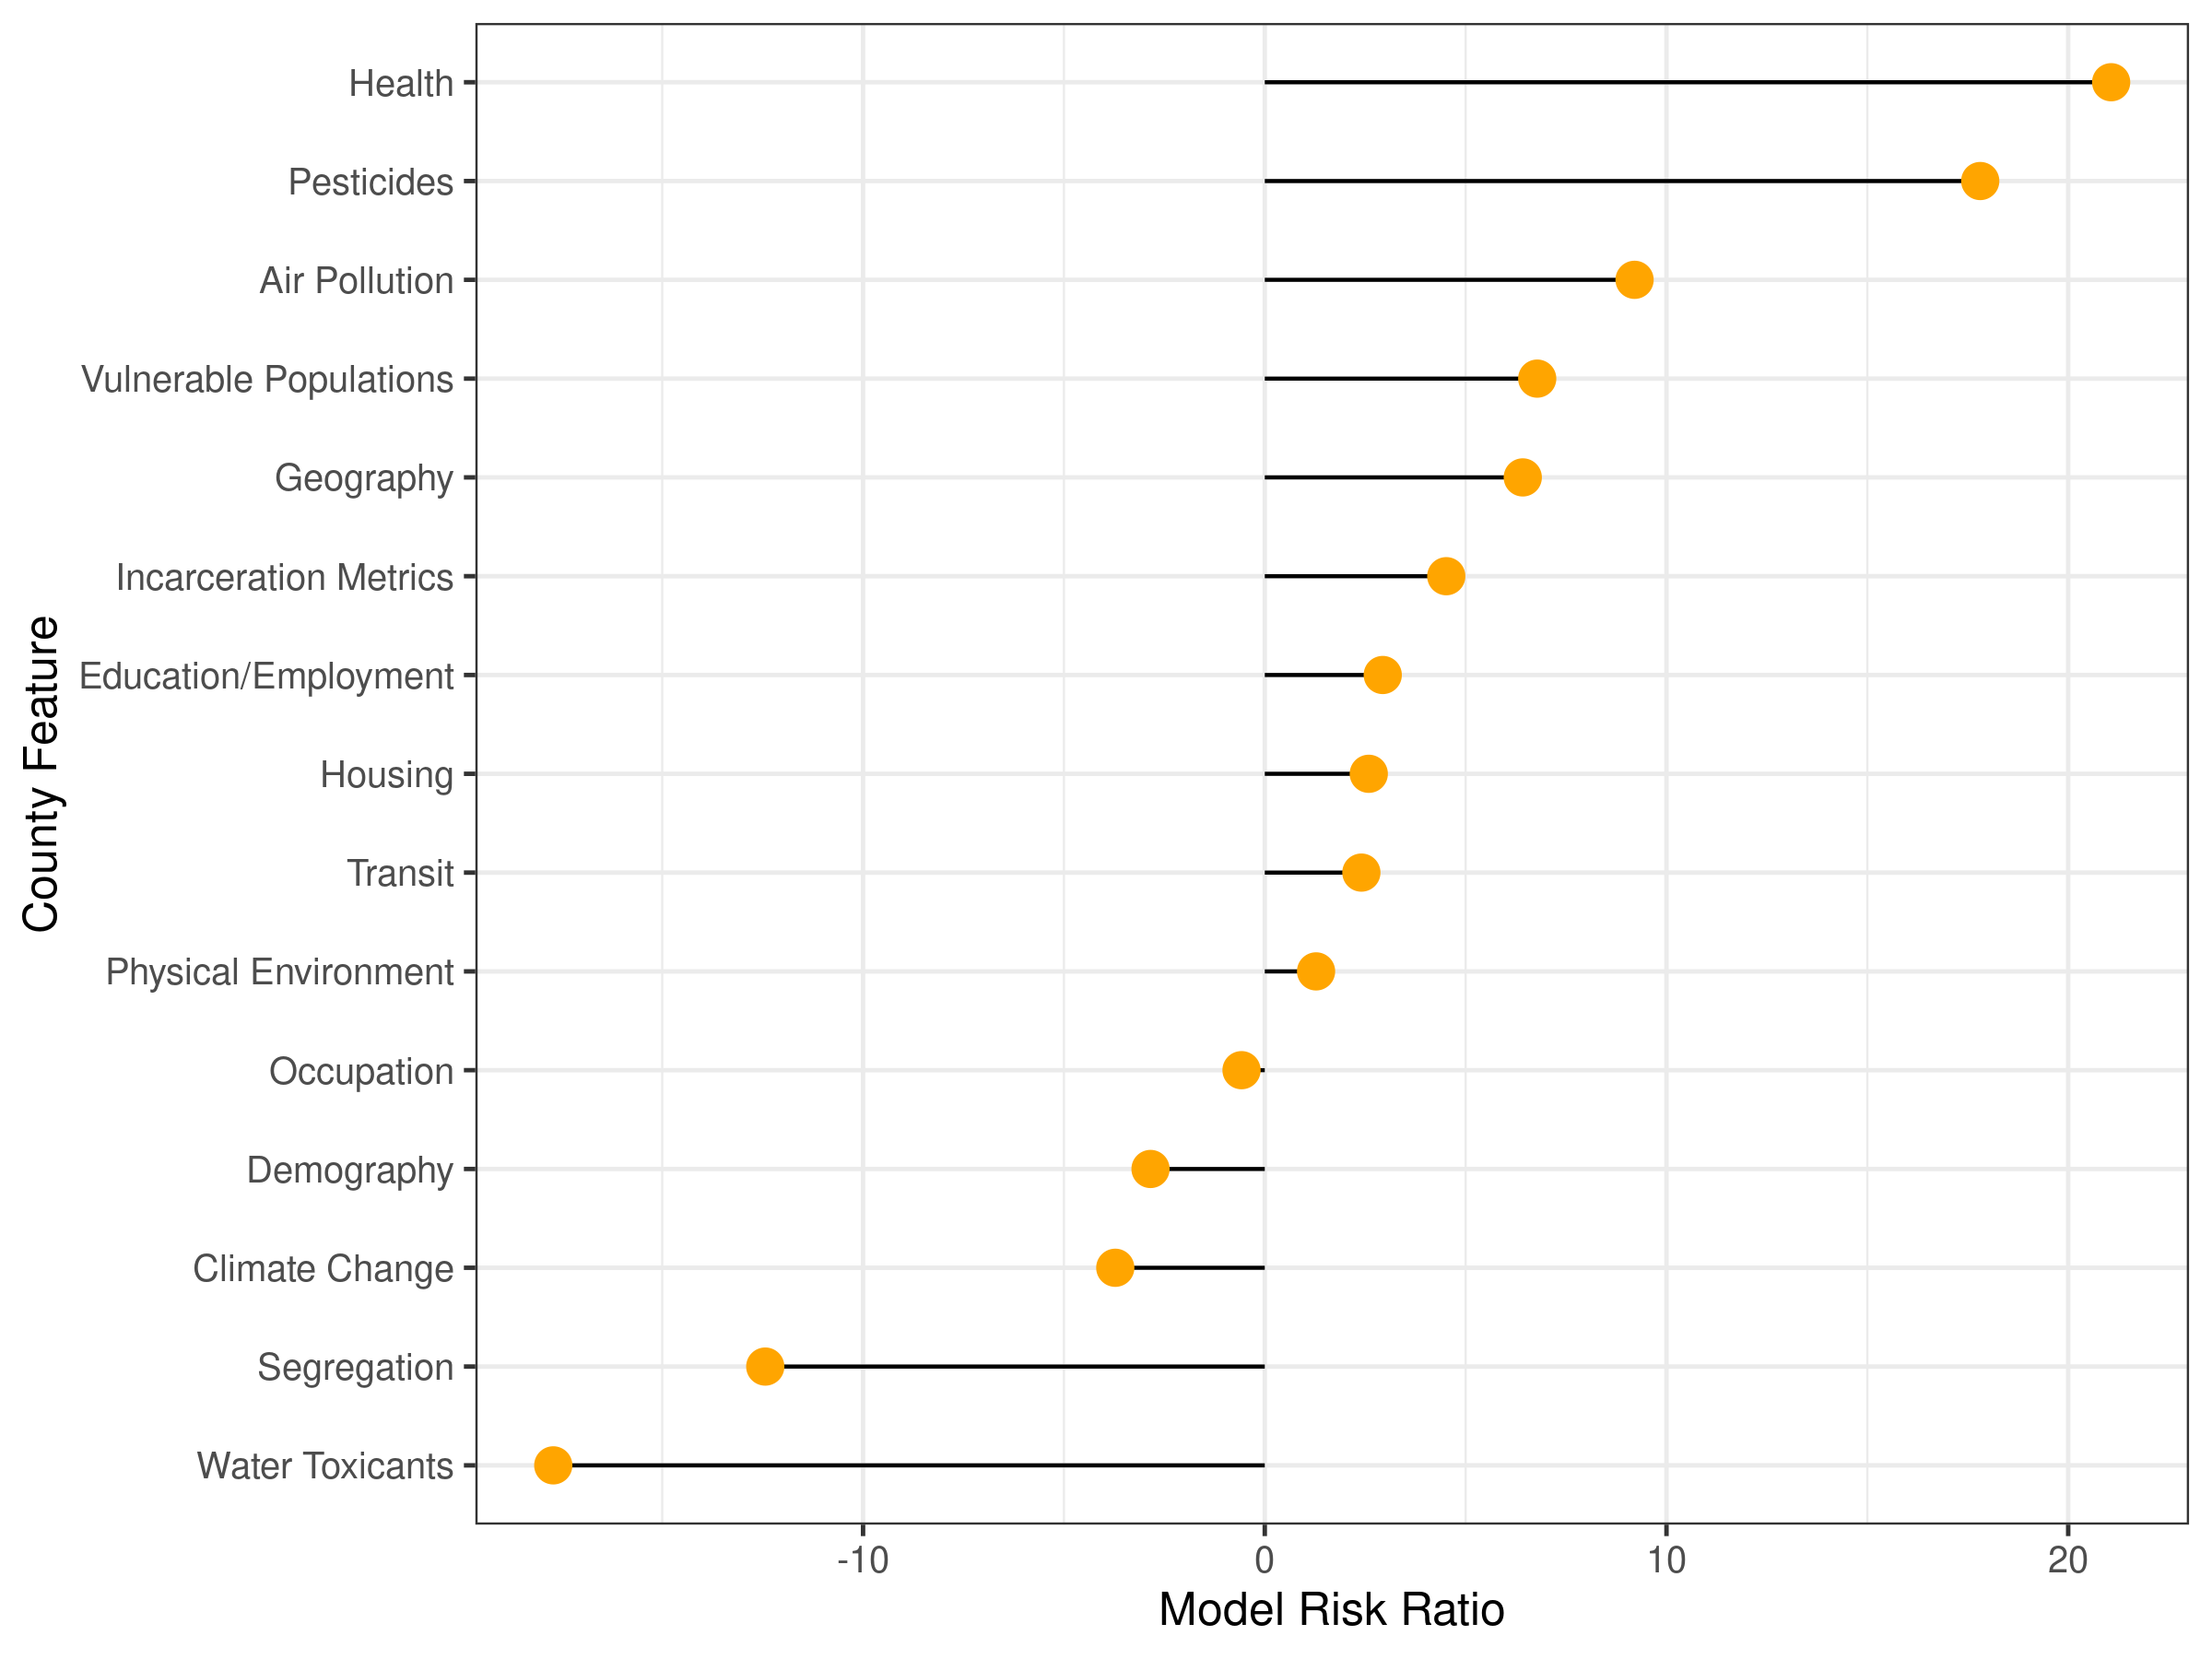 Health
Pesticides
Air Pollution
Vulnerable Populations
Geography
Incarceration Metrics
Education/Employment
Housing
Transit
Physical Environment
Occupation
Demography
Climate Change
Segregation
Water Toxicants
County Feature
-10 0 10 20
Model Risk Ratio